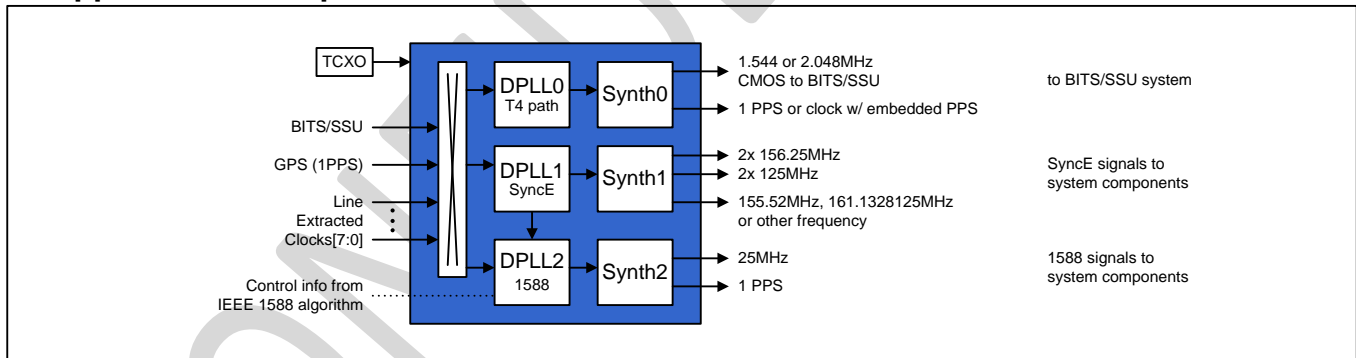 TCXO
BITS/SSU
GPS (1PPS)
Line
Extracted
Clocks[7:0]
Control info from
IEEE 1588 algorithm
DPLL0
T4 path
Synth0
DPLL1
SyncE
Synth1
DPLL2
1588
Synth2
1.544 or 2.048MHz
CMOS to BITS/SSU
1 PPS or clock w/ embedded PPS
2x 156.25MHz
2x 125MHz
155.52MHz, 161.1328125MHz
or other frequency
25MHz
1 PPS
to BITS/SSU system
SyncE signals to
system components
1588 signals to
system components